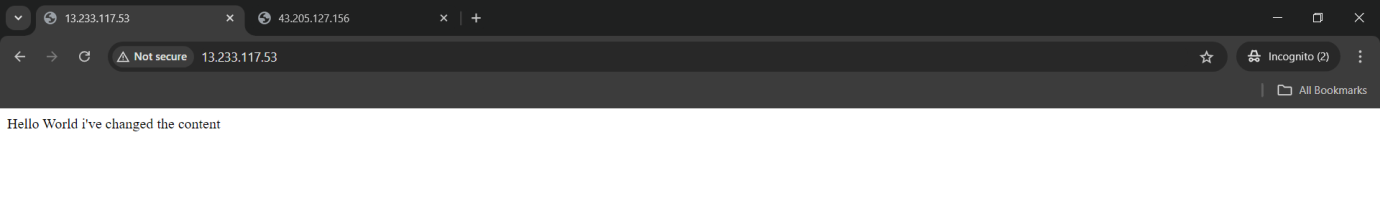 13.233.117.53
43.205.127.156
Not secure
13.233.117.53
Incognito (2)
All Bookmarks
Hello World i've changed the content